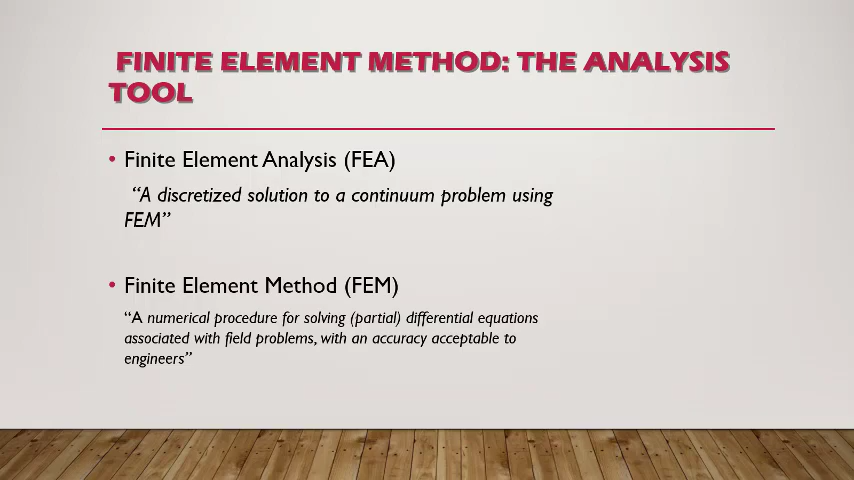 FINITE ELEMENT METHOD: THE ANALYSIS
TOOL
• Finite Element Analysis (FEA)
“A discretized solution to a continuum problem using
FEM”
• Finite Element Method (FEM)
“A numerical procedure for solving (partial) differential equations
associated with field problems, with an accuracy acceptable to
engineers”